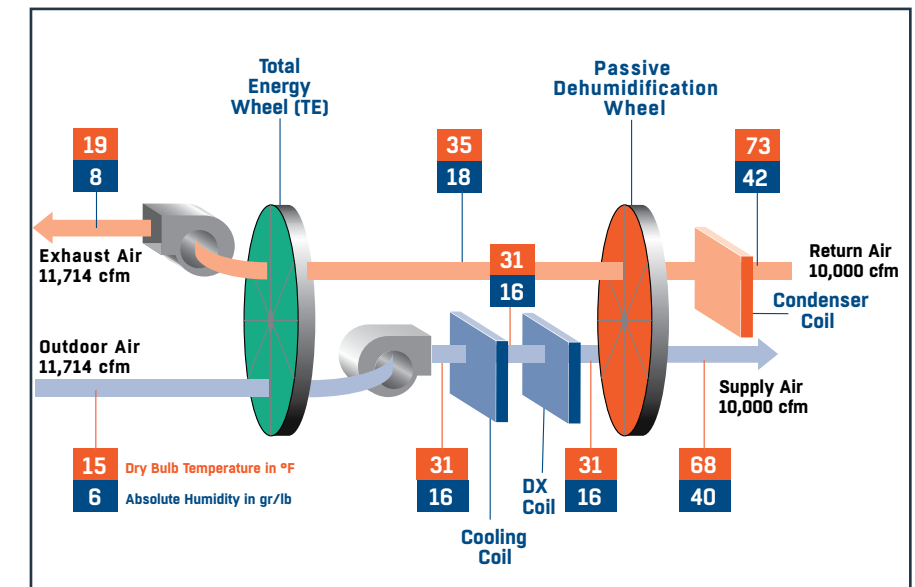 Total
Energy
Wheel (TE)
Passive
Dehumidification
Wheel
19
8
35
18
73
42
Exhaust Air
11,714 cfm
31
16
Return Air
10,000 cfm
Condenser
Coil
Outdoor Air
11,714 cfm
Supply Air
10,000 cfm
15 Dry Bulb Temperature in °F
6 Absolute Humidity in gr/lb
31
16
DX
Coil
31
16
68
40
Cooling
Coil